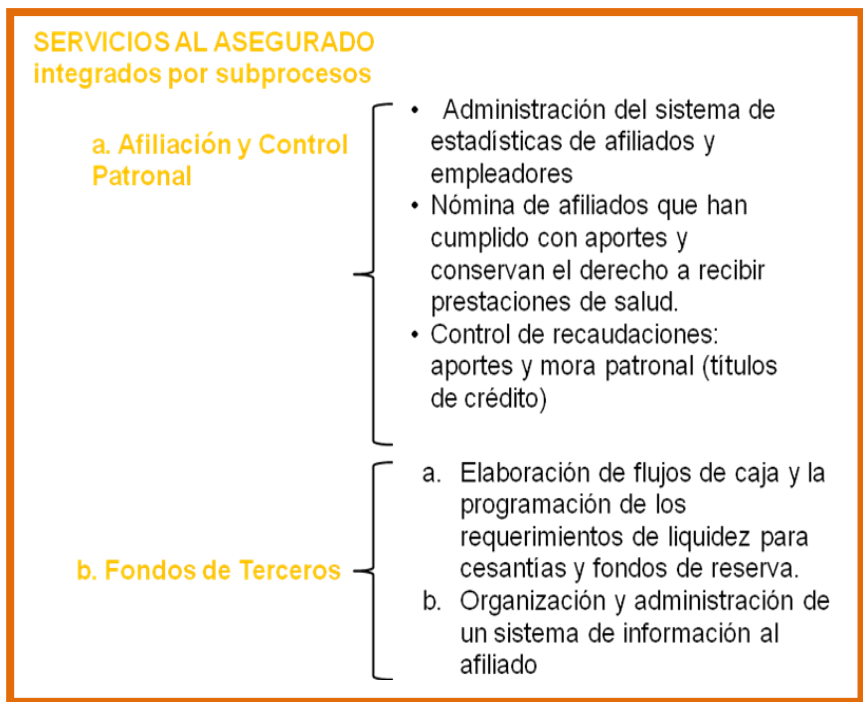 SERVICIOS AL ASEGURADO
integrados por subprocesos
a. Afiliación y Control
Patronal
• Administración del sistema de
estadísticas de afiliados y
empleadores
• Nómina de afiliados que han
cumplido con aportes y
conservan el derecho a recibir
prestaciones de salud.
• Control de recaudaciones:
aportes y mora patronal (títulos
de crédito)
b. Fondos de Terceros
a. Elaboración de flujos de caja y la
programación de los
requerimientos de liquidez para
cesantías y fondos de reserva.
b. Organización y administración de
un sistema de información al
afiliado